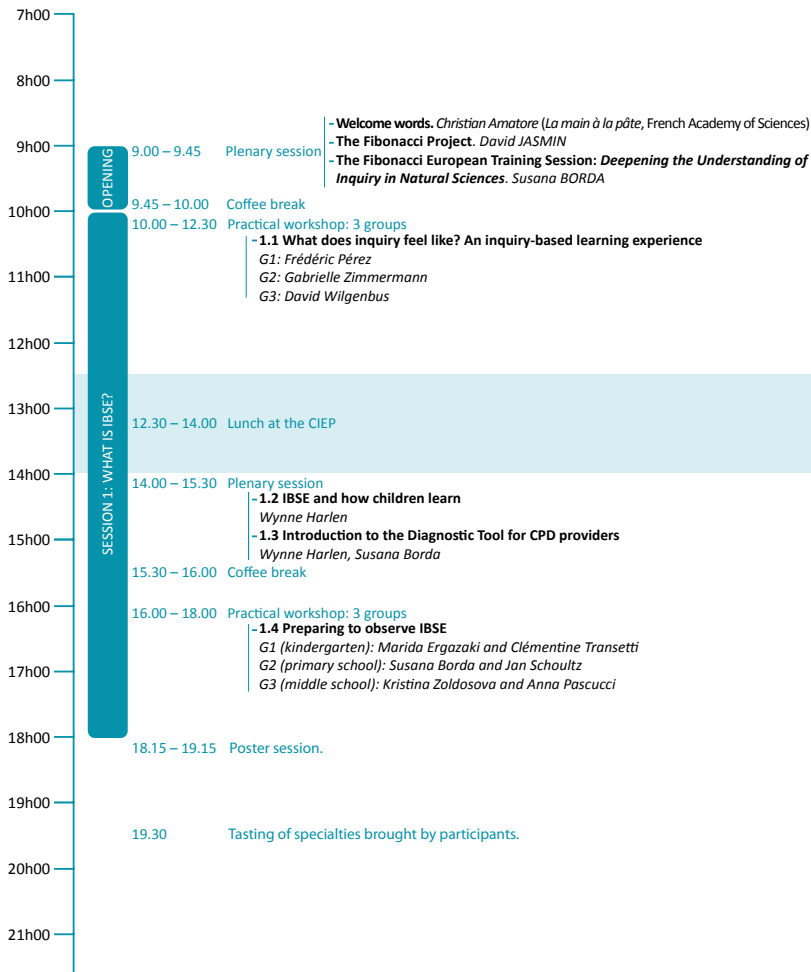 7h00
8h00
- Welcome words. Christian Amatore (La main à la pâte, French Academy of Sciences)
9h00
OPENING
9.00 – 9.45 Plenary session
- The Fibonacci Project. David JASMIN
- The Fibonacci European Training Session: Deepening the Understanding of
Inquiry in Natural Sciences. Susana BORDA
9.45 – 10.00 Coffee break
10h00
10.00 – 12.30 Practical workshop: 3 groups
- 1.1 What does inquiry feel like? An inquiry-based learning experience
G1: Frédéric Pérez
11h00
G2: Gabrielle Zimmermann
G3: David Wilgenbus
12h00
13h00
12.30 – 14.00 Lunch at the CIEP
SESSION 1: WHAT IS IBSE?
14h00
14.00 – 15.30 Plenary session
- 1.2 IBSE and how children learn
Wynne Harlen
15h00
- 1.3 Introduction to the Diagnostic Tool for CPD providers
Wynne Harlen, Susana Borda
15.30 – 16.00 Coffee break
16h00
16.00 – 18.00 Practical workshop: 3 groups
- 1.4 Preparing to observe IBSE
G1 (kindergarten): Marida Ergazaki and Clémentine Transetti
G2 (primary school): Susana Borda and Jan Schoultz
17h00
G3 (middle school): Kristina Zoldosova and Anna Pascucci
18h00
18.15 – 19.15 Poster session.
19h00
19.30 Tasting of specialties brought by participants.
20h00
21h00